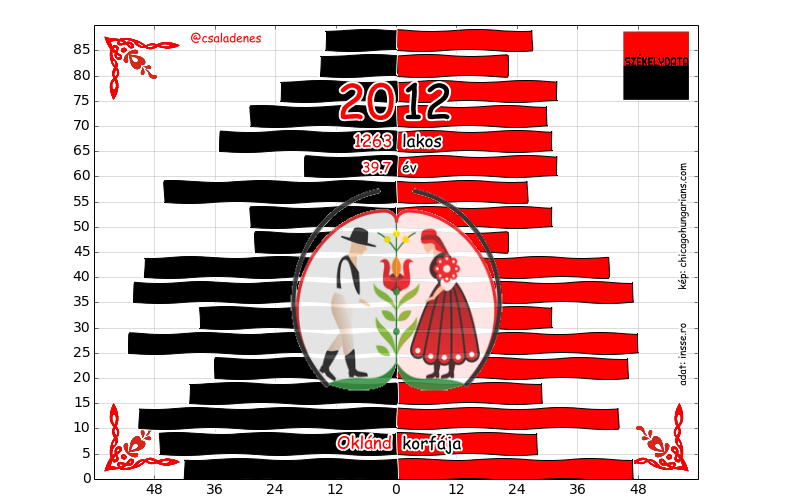 @csaladenes
SZÉKELYDATA
2012
1263 lakos
39.7 év
kép: chicagohungarians.com
adat: insse.ro
Oklánd korfája
85
80
75
70
65
60
55
50
45
40
35
30
25
20
15
10
5
0
48 36 24 12 0 12 24 36 48